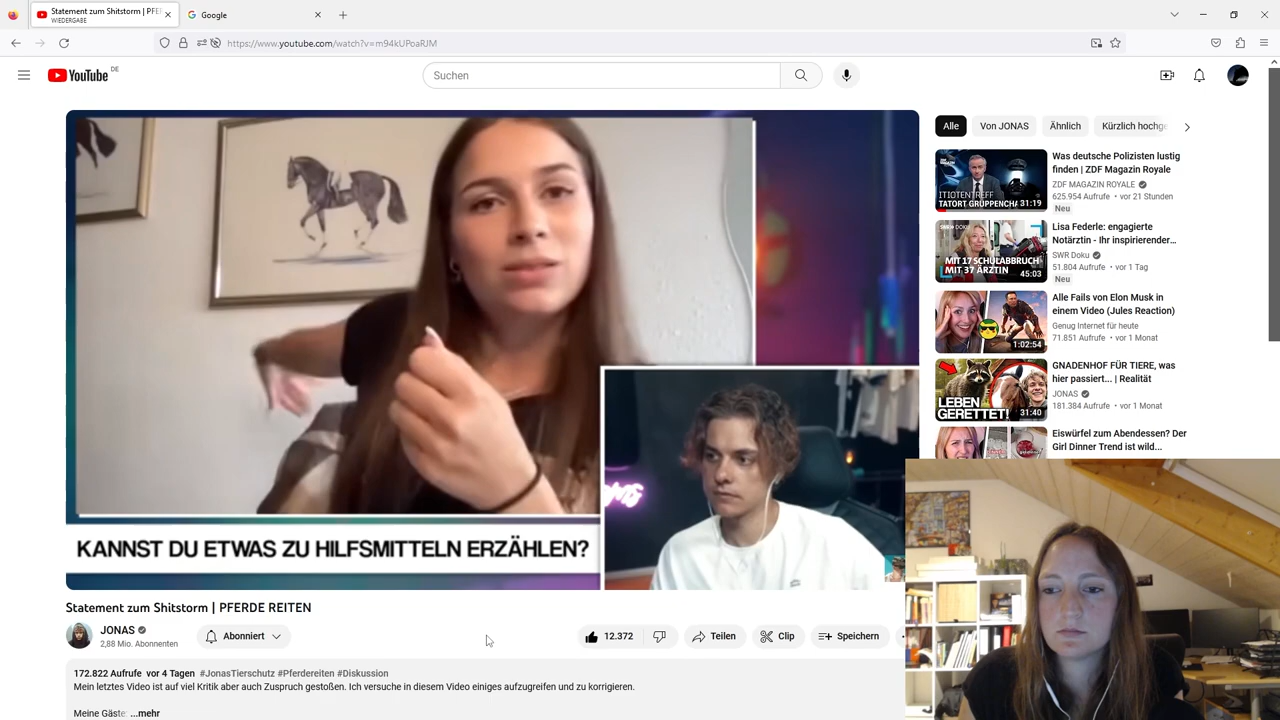 Statement zum Shitstorm | PFE
WIEDERGABE
Google
https://www.youtube.com/watch?v=m94kUPoaRJM
YouTube DE
Suchen
KANNST DU ETWAS ZU HILFSMITTELN ERZÄHLEN?
Statement zum Shitstorm | PFERDE REITEN
JONAS
2,88 Mio. Abonnenten
Abonniert
12.372
Teilen
Clip
Speichern
172.822 Aufrufe vor 4 Tagen #JonasTierschutz #Pferdereiten #Diskussion
Mein letztes Video ist auf viel Kritik aber auch Zuspruch gestoßen. Ich versuche in diesem Video einiges aufzugreifen und zu korrigieren.
Meine Gäste: ...mehr
Alle
Von JONAS
Ähnlich
Kürzlich hochge
ITIOTENTREFF
TATORT GRUPPENCHA
31:19
Was deutsche Polizisten lustig
finden | ZDF Magazin Royale
ZDF MAGAZIN ROYALE
625.954 Aufrufe • vor 21 Stunden
Neu
SWR» DOKU
MIT 17 SCHULABBRUCH
MIT 37 ÄRZTIN
45:03
Lisa Federle: engagierte
Notärztin - Ihr inspirierender...
SWR Doku
51.804 Aufrufe • vor 1 Tag
Neu
1:02:54
Alle Fails von Elon Musk in
einem Video (Jules Reaction)
Genug Internet für heute
71.851 Aufrufe • vor 1 Monat
LEBEN
GERETTET!
31:40
GNADENHOF FÜR TIERE, was
hier passiert... | Realität
JONAS
181.384 Aufrufe • vor 1 Monat
Eiswürfel zum Abendessen? Der
Girl Dinner Trend ist wild...